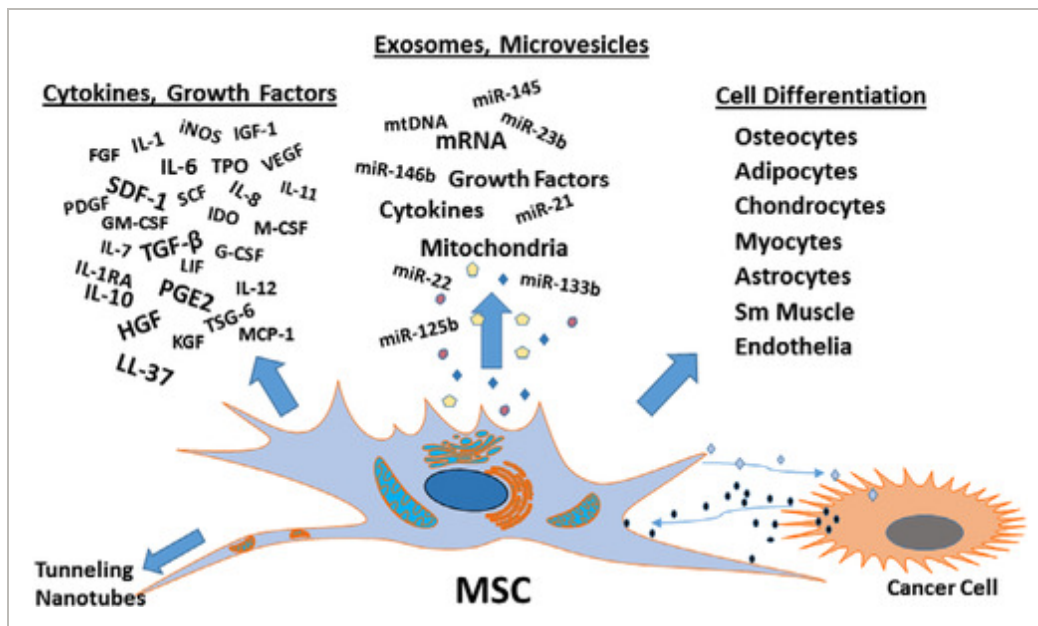 Exosomes, Microvesicles
Cytokines, Growth Factors
Cell Differentiation
FGF IL-1 iNOS IGF-1
IL-6 TPO VEGF
SDF-1 SCF IL-8 IL-11
PDGF GM-CSF IDO M-CSF
IL-7 TGF-β G-CSF
LIF
IL-1RA
IL-10 PGE2 IL-12
HGF KGF TSG-6 MCP-1
LL-37
miR-145
mtDNA miR-23b
mRNA
miR-146b Growth Factors
Cytokines miR-21
Mitochondria
miR-22 miR-133b
miR-125b
Osteocytes
Adipocytes
Chondrocytes
Myocytes
Astrocytes
Sm Muscle
Endothelia
Tunneling
Nanotubes
MSC
Cancer Cell